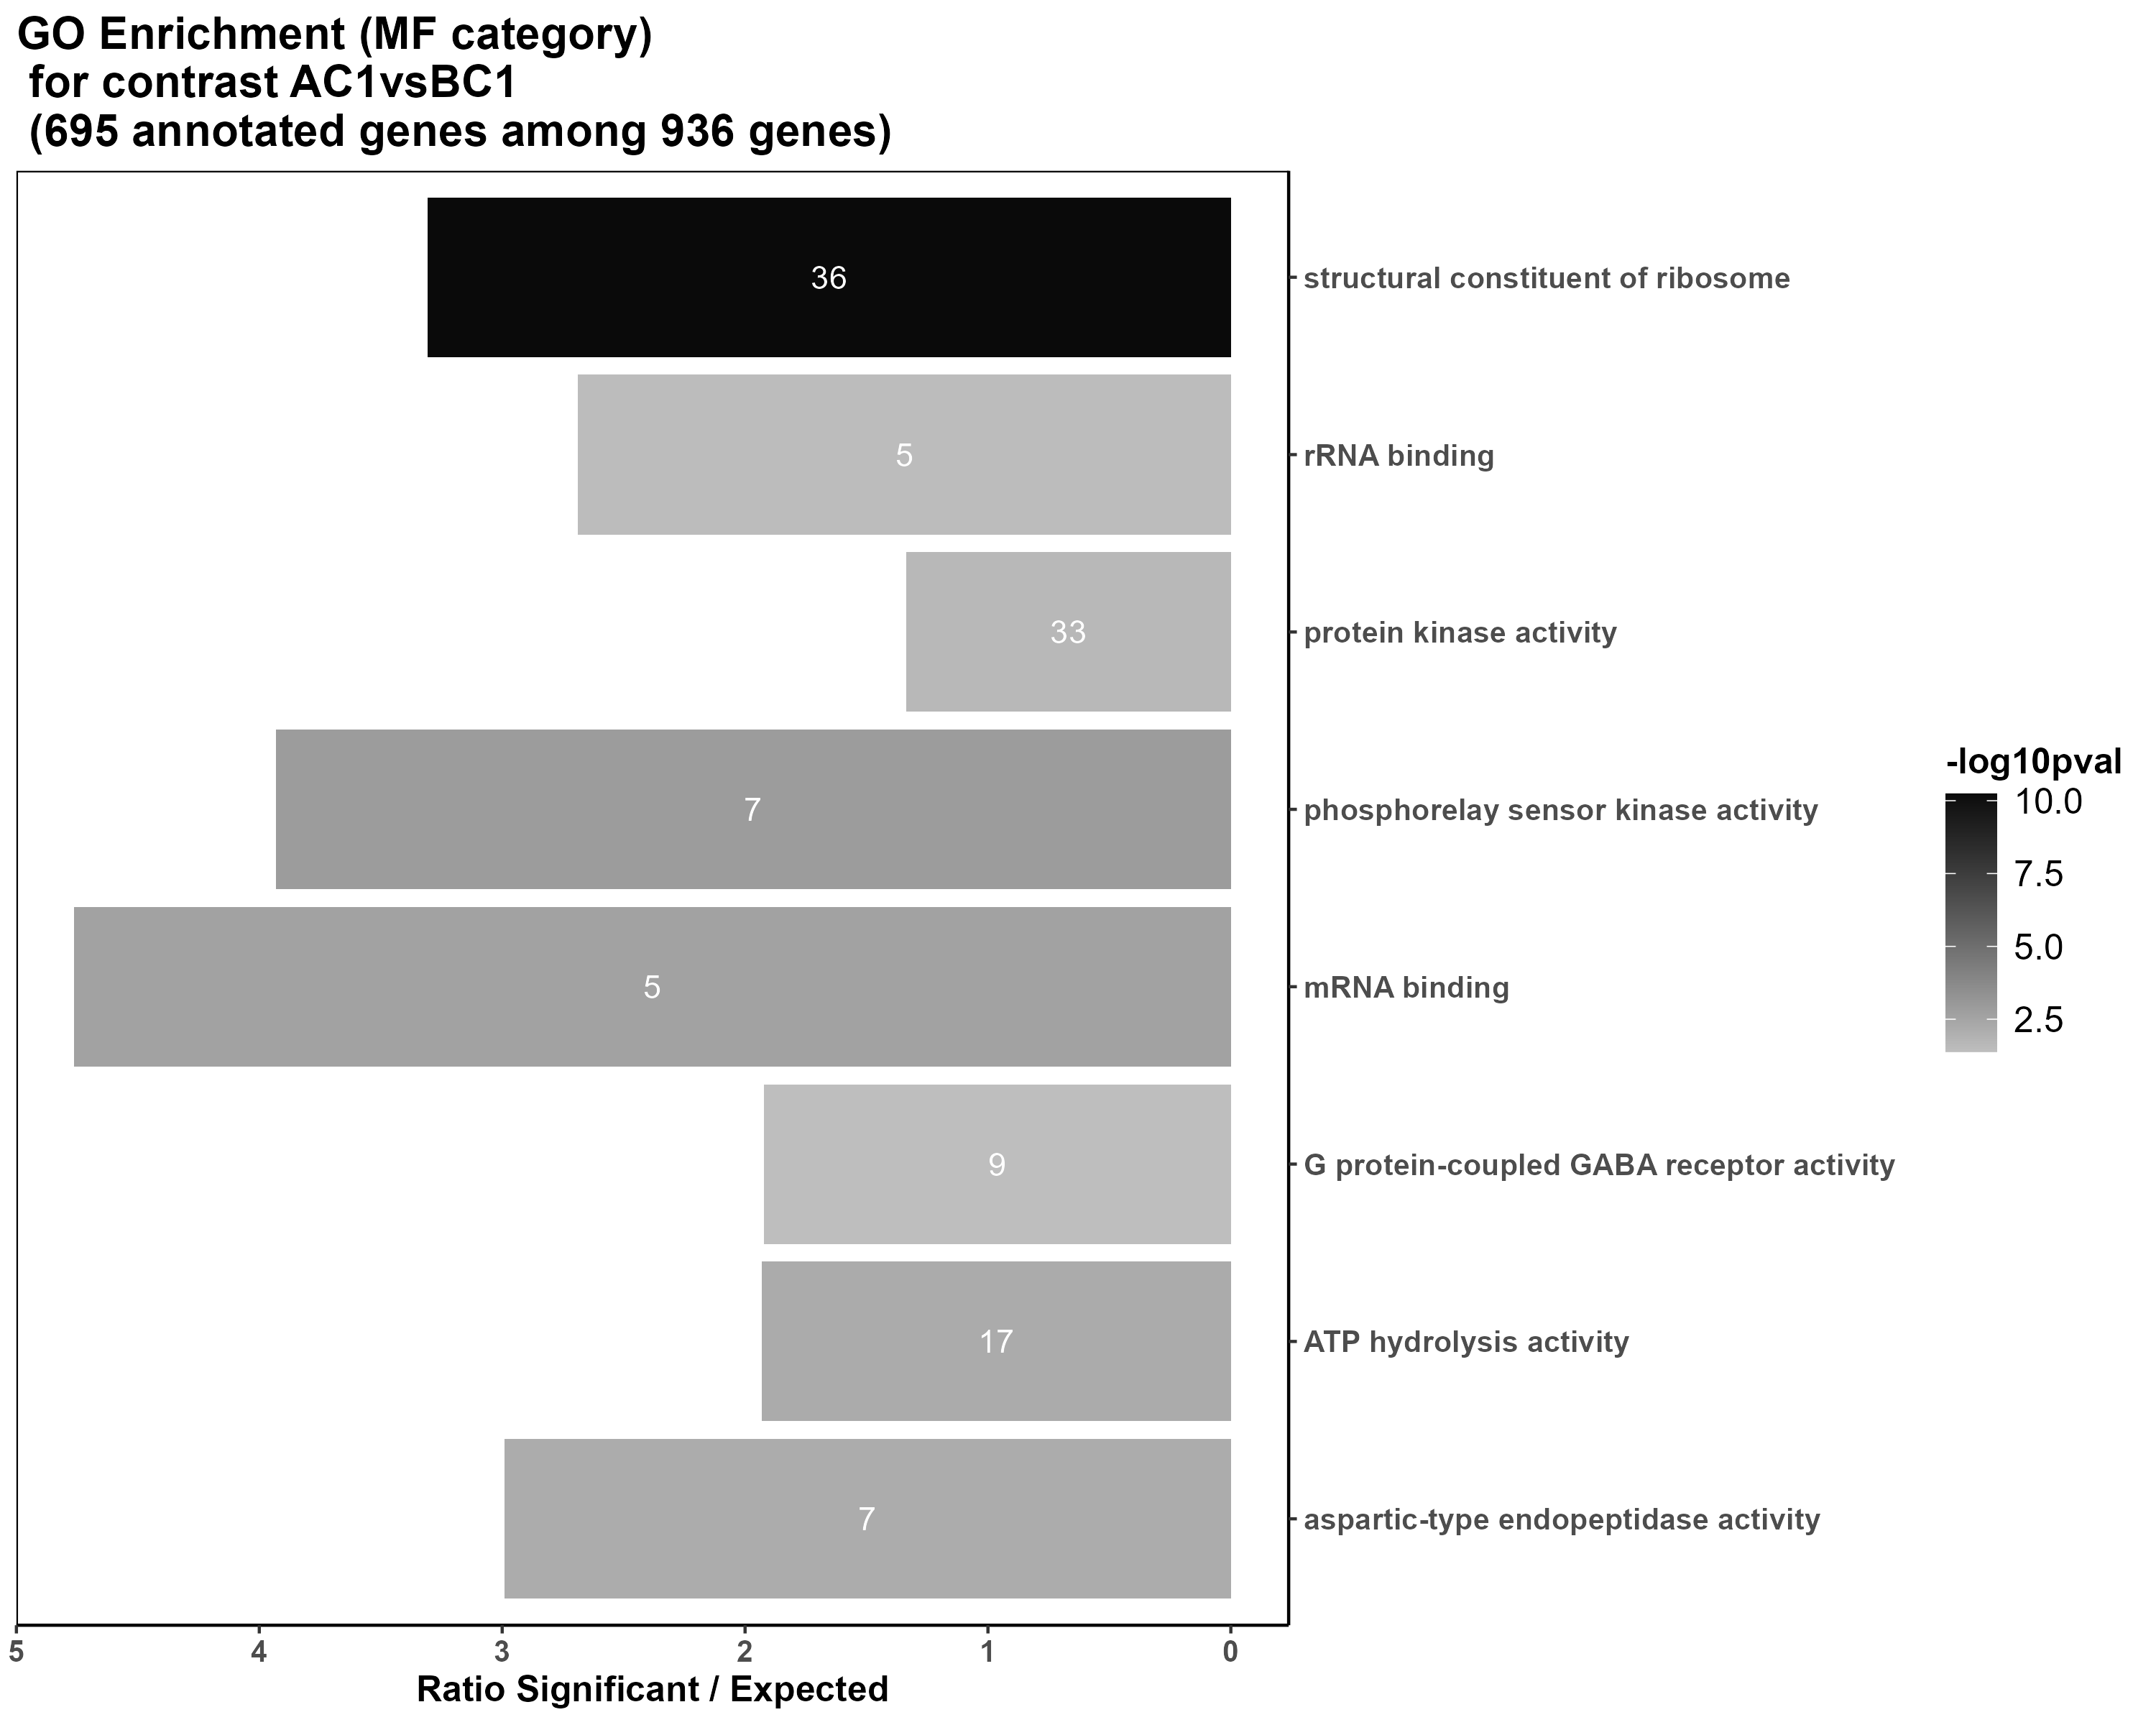 GO Enrichment (MF category)
for contrast AC1vsBC1
(695 annotated genes among 936 genes)
36
structural constituent of ribosome
5
rRNA binding
33
protein kinase activity
7
phosphorelay sensor kinase activity
5
mRNA binding
9
G protein-coupled GABA receptor activity
17
ATP hydrolysis activity
7
aspartic-type endopeptidase activity
5 4 3 2 1 0
Ratio Significant / Expected
-log10pval
10.0
7.5
5.0
2.5